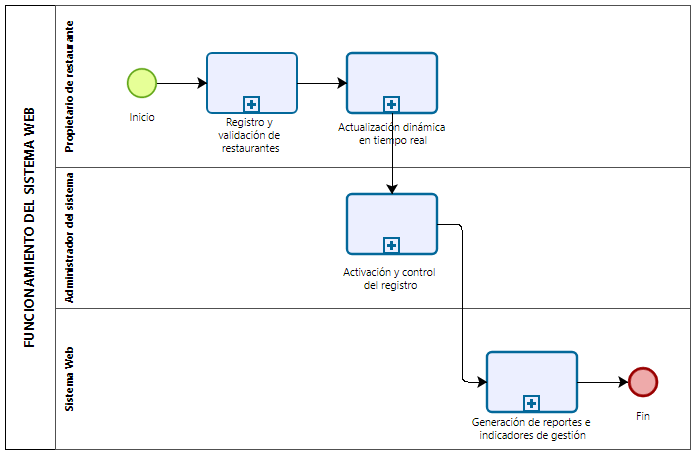 FUNCIONAMIENTO DEL SISTEMA WEB
Propietario de restaurante
Inicio
Registro y
validación de
restaurantes
Actualización dinámica
en tiempo real
Administrador del sistema
Activación y control
del registro
Sistema Web
Generación de reportes e
indicadores de gestión
Fin